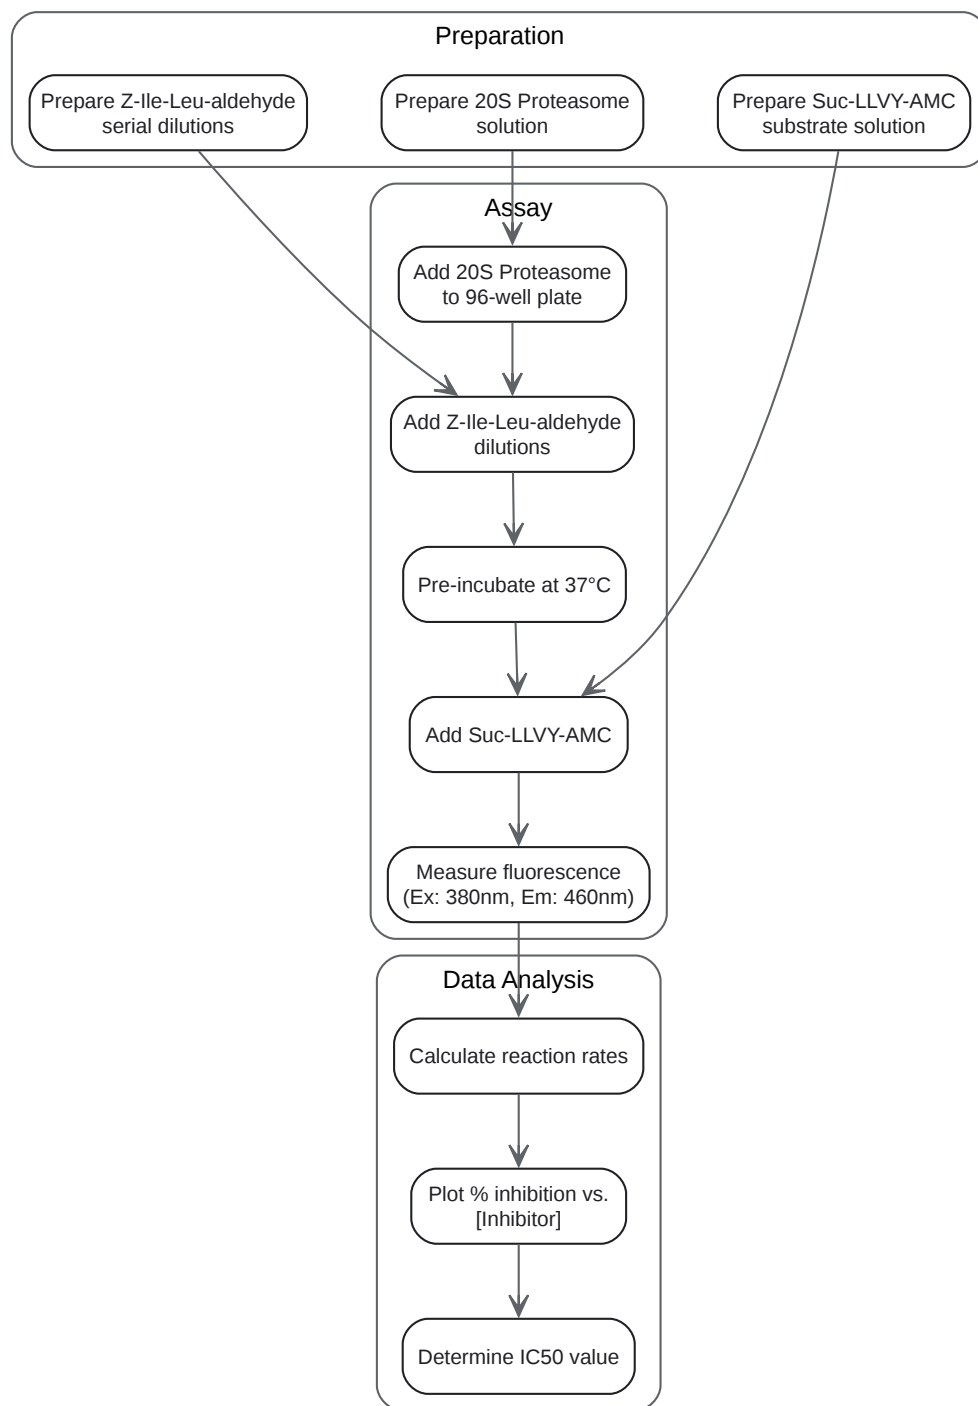 Preparation
Prepare Z-Ile-Leu-aldehyde
serial dilutions
Prepare 20S Proteasome
solution
Prepare Suc-LLVY-AMC
substrate solution
Assay
Add 20S Proteasome
to 96-well plate
Add Z-Ile-Leu-aldehyde
dilutions
Pre-incubate at 37°C
Add Suc-LLVY-AMC
Measure fluorescence
(Ex: 380nm, Em: 460nm)
Data Analysis
Calculate reaction rates
Plot % inhibition vs.
[Inhibitor]
Determine IC50 value